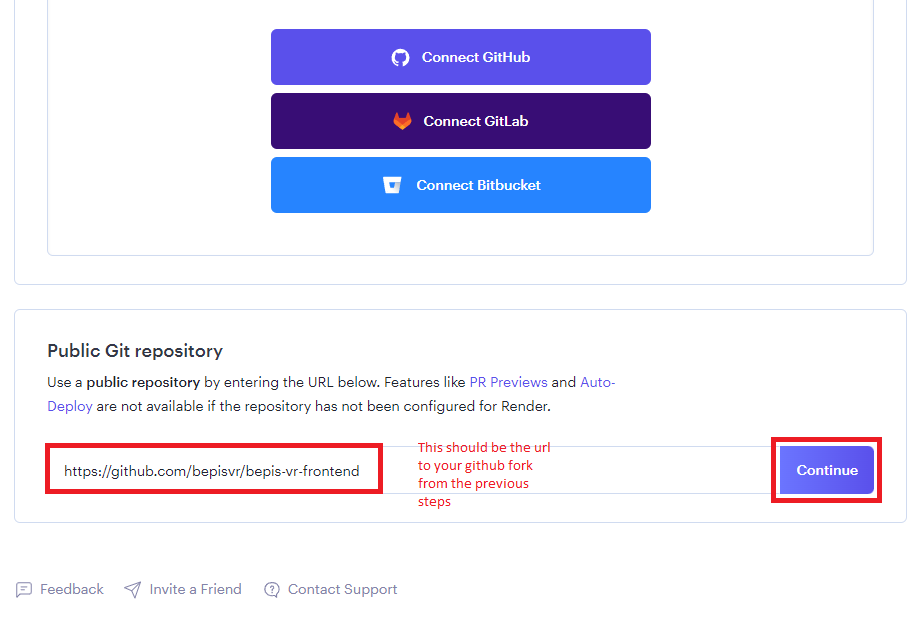 Connect GitHub
Connect GitLab
Connect Bitbucket
Public Git repository
Use a public repository by entering the URL below. Features like PR Previews and Auto-
Deploy are not available if the repository has not been configured for Render.
https://github.com/bepisvr/bepis-vr-frontend
This should be the url
to your github fork
from the previous
steps
Continue
Feedback
Invite a Friend
Contact Support